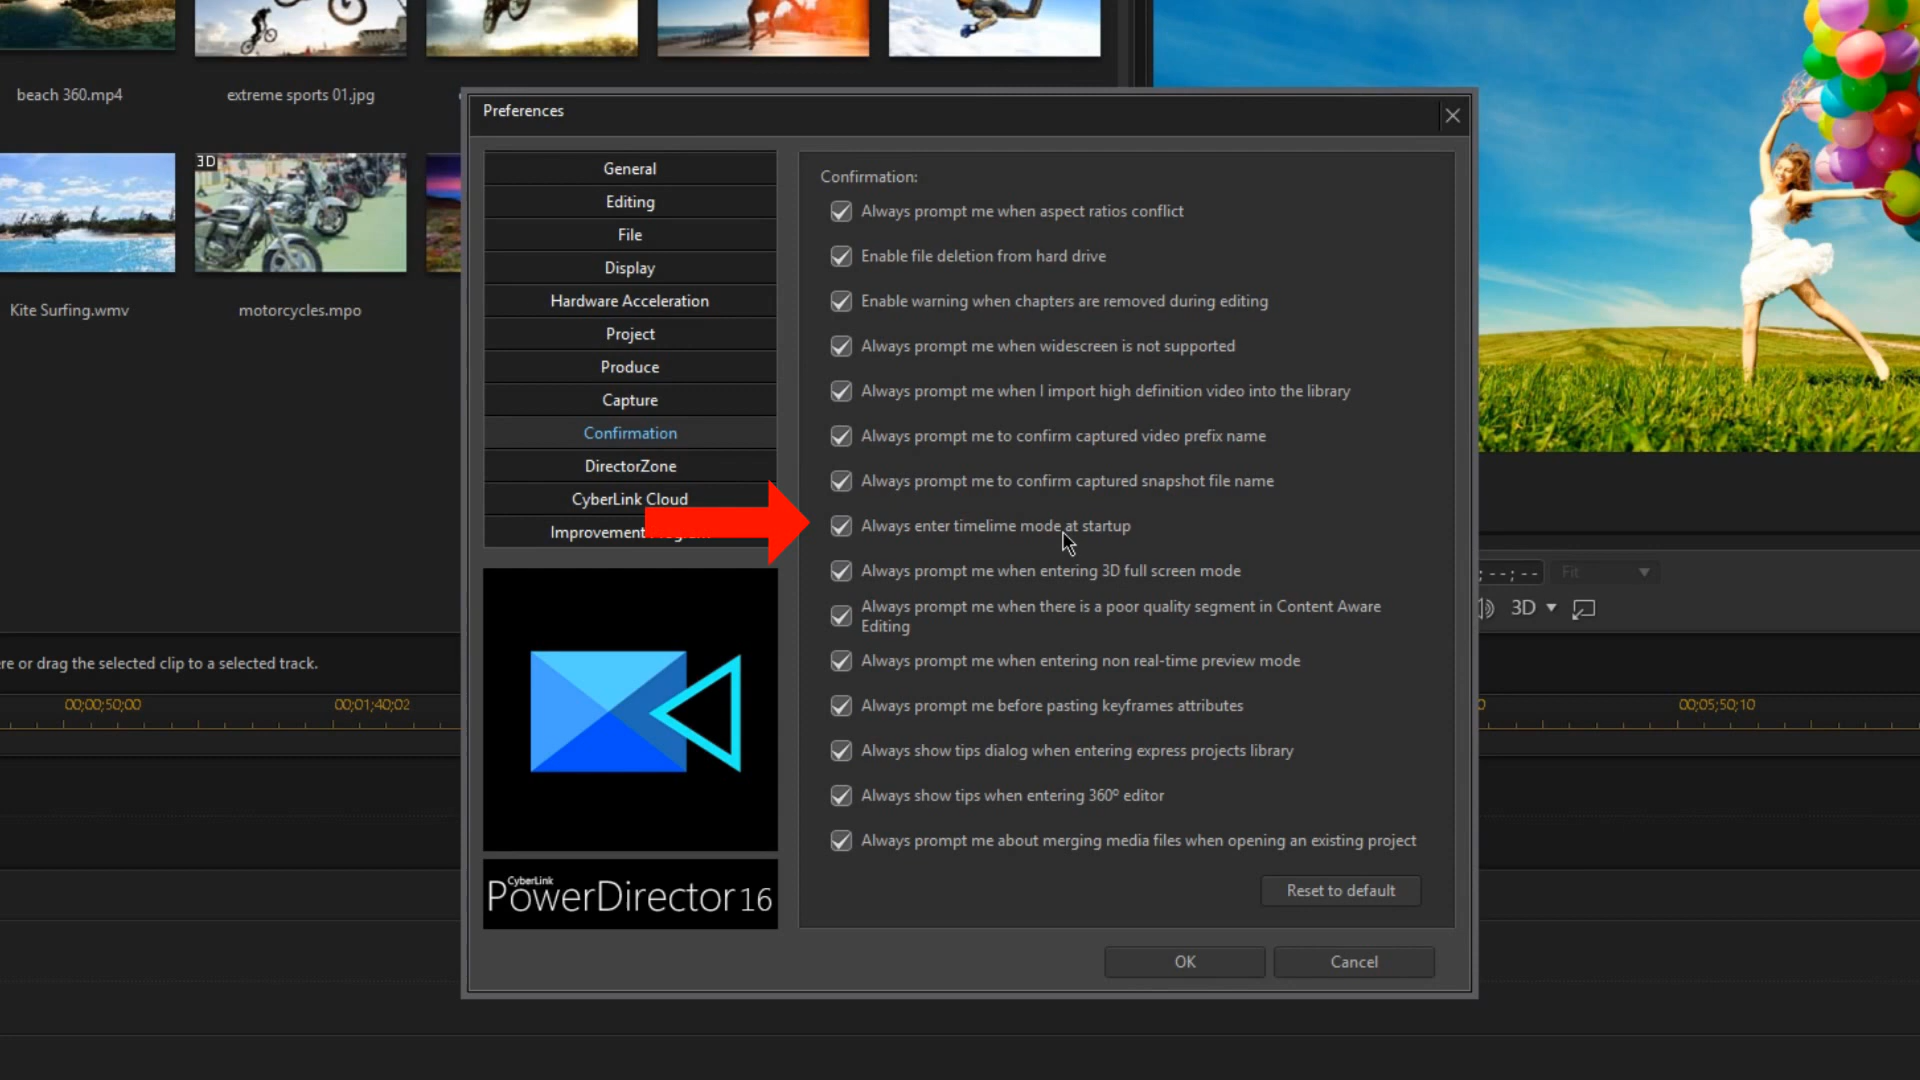 beach 360.mp4
extreme sports 01.jpg
3D
Kite Surfing.wmv
motorcycles.mpo
Preferences
General
Editing
File
Display
Hardware Acceleration
Project
Produce
Capture
Confirmation
DirectorZone
CyberLink Cloud
Improvement
CyberLink
PowerDirector 16
Confirmation:
Always prompt me when aspect ratios conflict
Enable file deletion from hard drive
Enable warning when chapters are removed during editing
Always prompt me when widescreen is not supported
Always prompt me when I import high definition video into the library
Always prompt me to confirm captured video prefix name
Always prompt me to confirm captured snapshot file name
Always enter timelime mode at startup
Always prompt me when entering 3D full screen mode
Always prompt me when there is a poor quality segment in Content Aware
Editing
Always prompt me when entering non real-time preview mode
Always prompt me before pasting keyframes attributes
Always show tips dialog when entering express projects library
Always show tips when entering 360º editor
Always prompt me about merging media files when opening an existing project
Reset to default
OK
Cancel
; - - ; - -
Fit
3D
re or drag the selected clip to a selected track.
00;00;50;00
00;01;40;02
0
00;05;50;10